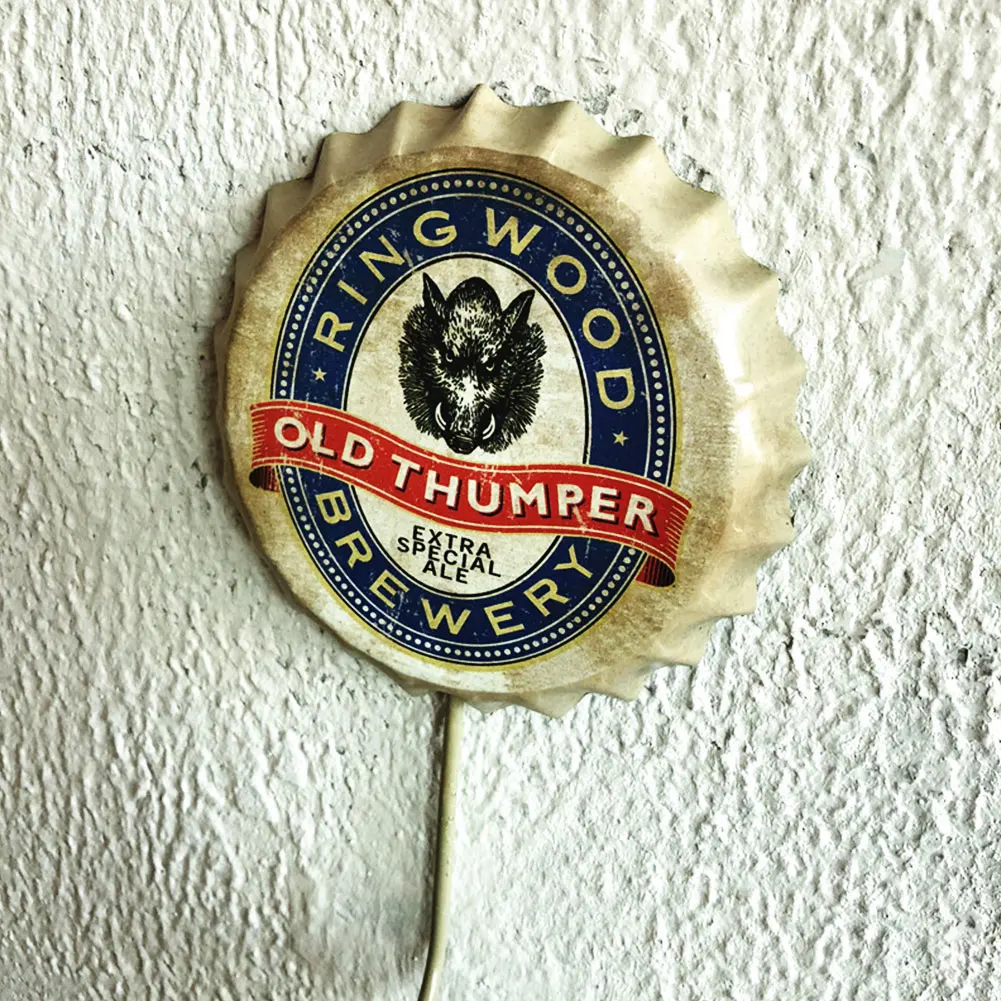 RINGWOOD
OLD THUMPER
EXTRA
SPECIAL
ALE
BREWERY